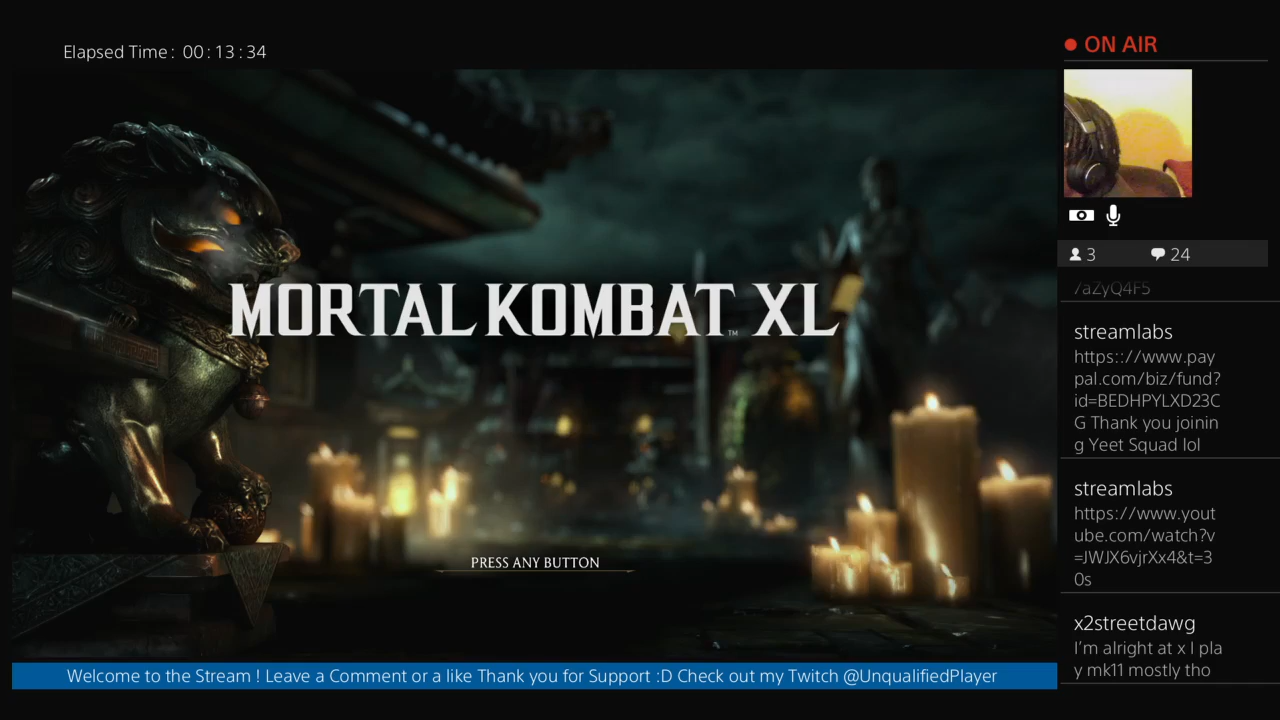 Elapsed Time: 00:13:34
ON AIR
MORTAL KOMBAT XL
TM
PRESS ANY BUTTON
Welcome to the Stream ! Leave a Comment or a like Thank you for Support :D Check out my Twitch @UnqualifiedPlayer
3
24
/aZyQ4F5
streamlabs
https:://www.pay
pal.com/biz/fund?
id=BEDHPYLXD23C
G Thank you joinin
g Yeet Squad lol
streamlabs
https://www.yout
ube.com/watch?v
=JWJX6vjrXx4&t=3
0s
x2streetdawg
I'm alright at x I pla
y mk11 mostly tho